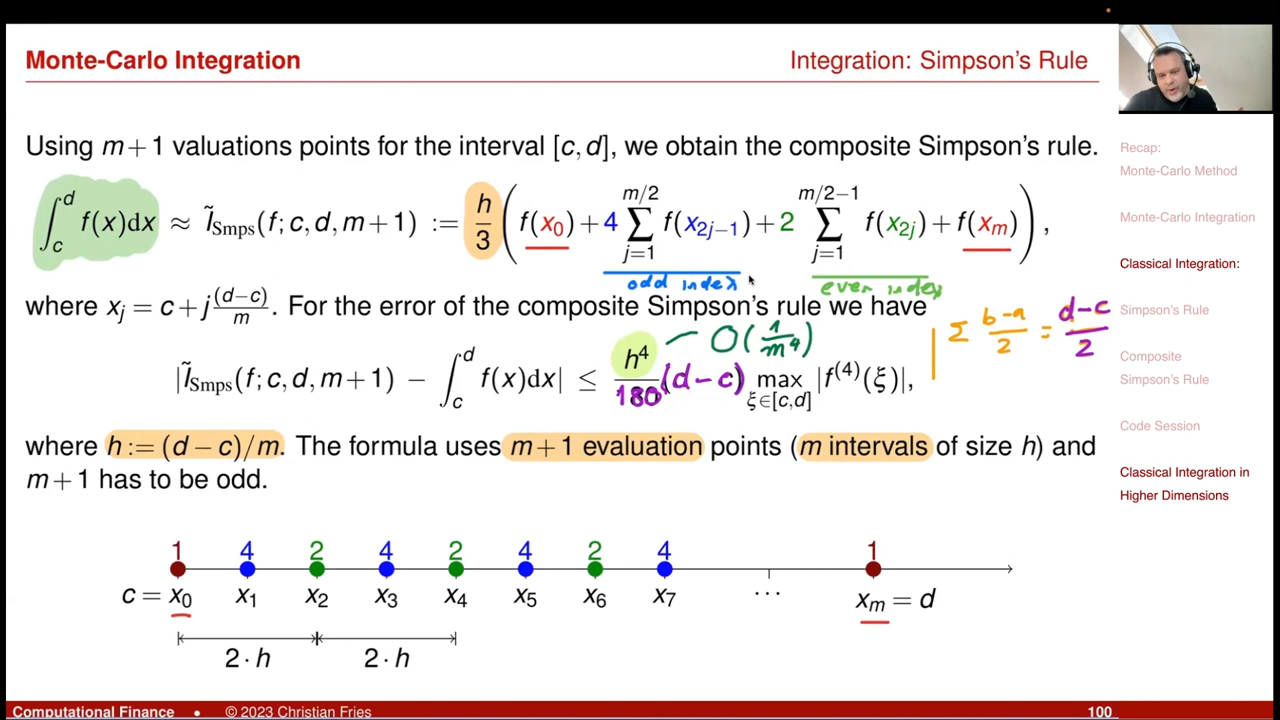 Monte-Carlo Integration
Integration: Simpson's Rule
Using m+1 valuations points for the interval [c,d], we obtain the composite Simpson's rule.
∫_c^d f(x)dx ≈ Ĩ_Smps(f;c,d,m+1) := h/3 ( f(x_0) + 4 ∑_{j=1}^{m/2} f(x_{2j−1}) + 2 ∑_{j=1}^{m/2−1} f(x_{2j}) + f(x_m) ),
odd index
even index
where x_j = c + j (d−c)/m. For the error of the composite Simpson's rule we have
O(1/m^4)
∑ b-a/2 = d-c/2
|Ĩ_Smps(f;c,d,m+1) − ∫_c^d f(x)dx| ≤ h^4/180 (d-c) max_{ξ∈[c,d]} |f^(4)(ξ)|,
where h := (d−c)/m. The formula uses m+1 evaluation points (m intervals of size h) and
m+1 has to be odd.
1 4 2 4 2 4 2 4 1
c = x_0 x_1 x_2 x_3 x_4 x_5 x_6 x_7 ⋯ x_m = d
2·h 2·h
Recap:
Monte-Carlo Method
Monte-Carlo Integration
Classical Integration:
Simpson's Rule
Composite
Simpson's Rule
Code Session
Classical Integration in
Higher Dimensions
Computational Finance • © 2023 Christian Fries 100